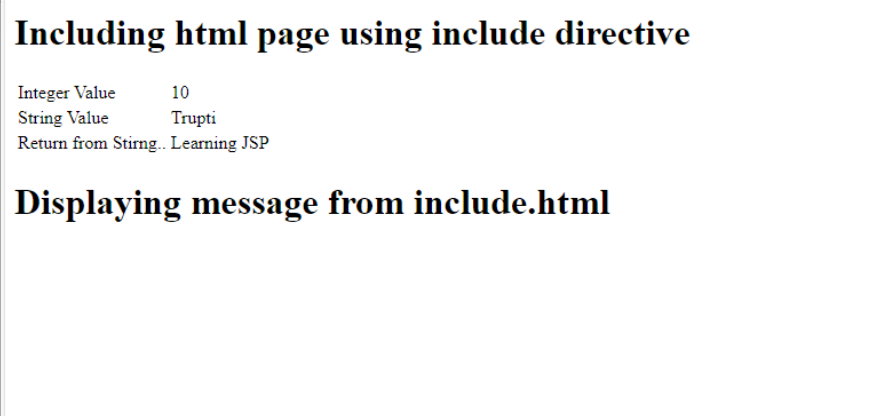 Including html page using include directive
Integer Value 10
String Value Trupti
Return from Stirng.. Learning JSP
Displaying message from include.html